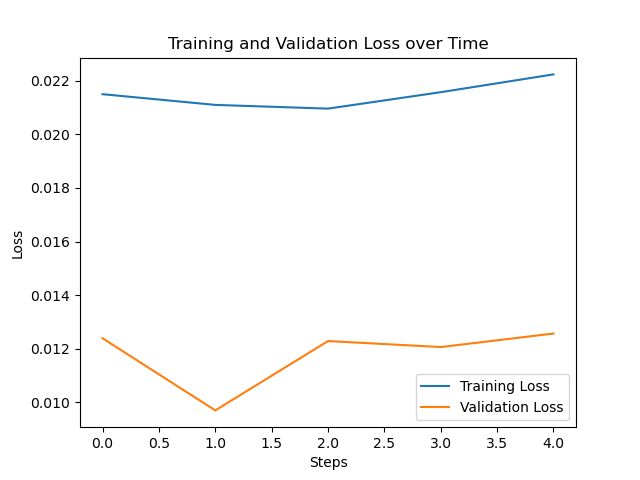 Training and Validation Loss over Time
0.022
0.020
0.018
0.016
0.014
0.012
0.010
Loss
Training Loss
Validation Loss
0.0 0.5 1.0 1.5 2.0 2.5 3.0 3.5 4.0
Steps